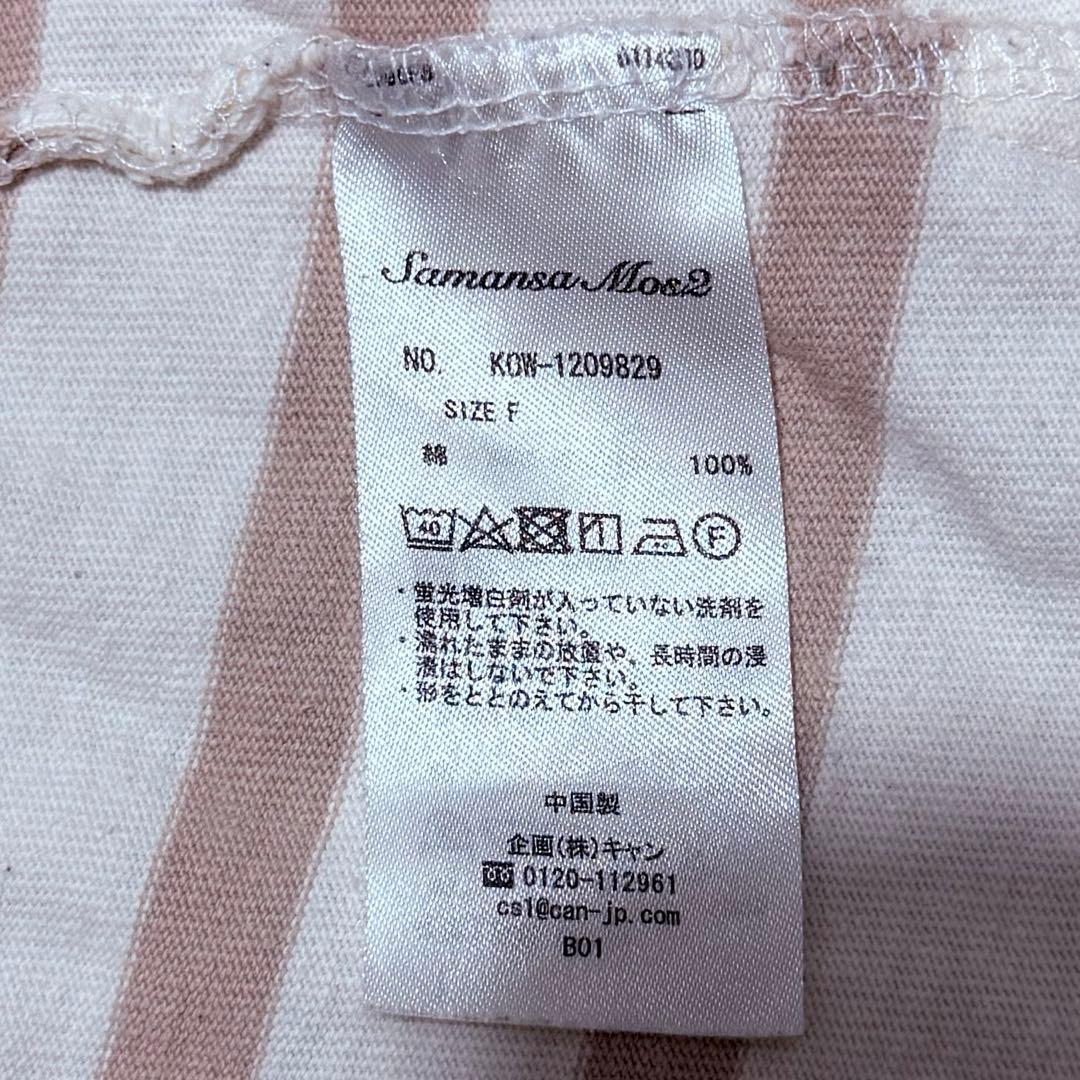 Samansa Mos2
NO. KOW-1209829
SIZE F
綿 100%
40
F
・蛍光増白剤が入っていない洗剤を
使用して下さい。
・濡れたままの放置や、長時間の浸
漬はしないで下さい。
・形をととのえてから干して下さい。
中国製
企画(株)キャン
0120-112961
cs1@can-jp.com
B01